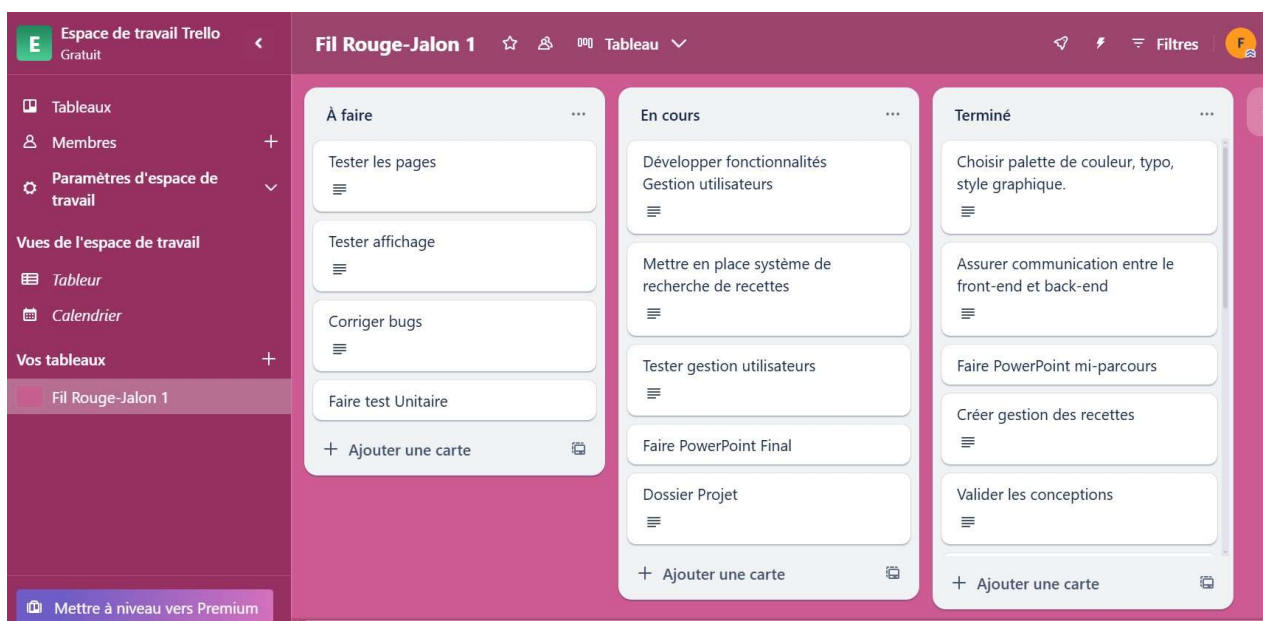 E
Espace de travail Trello
Gratuit
Tableaux
Membres
Paramètres d'espace de
travail
Vues de l'espace de travail
Tableur
Calendrier
Vos tableaux
Fil Rouge-Jalon 1
Mettre à niveau vers Premium
Fil Rouge-Jalon 1
Tableau
Filtres
F
À faire
Tester les pages
Tester affichage
Corriger bugs
Faire test Unitaire
Ajouter une carte
En cours
Développer fonctionnalités
Gestion utilisateurs
Mettre en place système de
recherche de recettes
Tester gestion utilisateurs
Faire PowerPoint Final
Dossier Projet
Ajouter une carte
Terminé
Choisir palette de couleur, typo,
style graphique.
Assurer communication entre le
front-end et back-end
Faire PowerPoint mi-parcours
Créer gestion des recettes
Valider les conceptions
Ajouter une carte